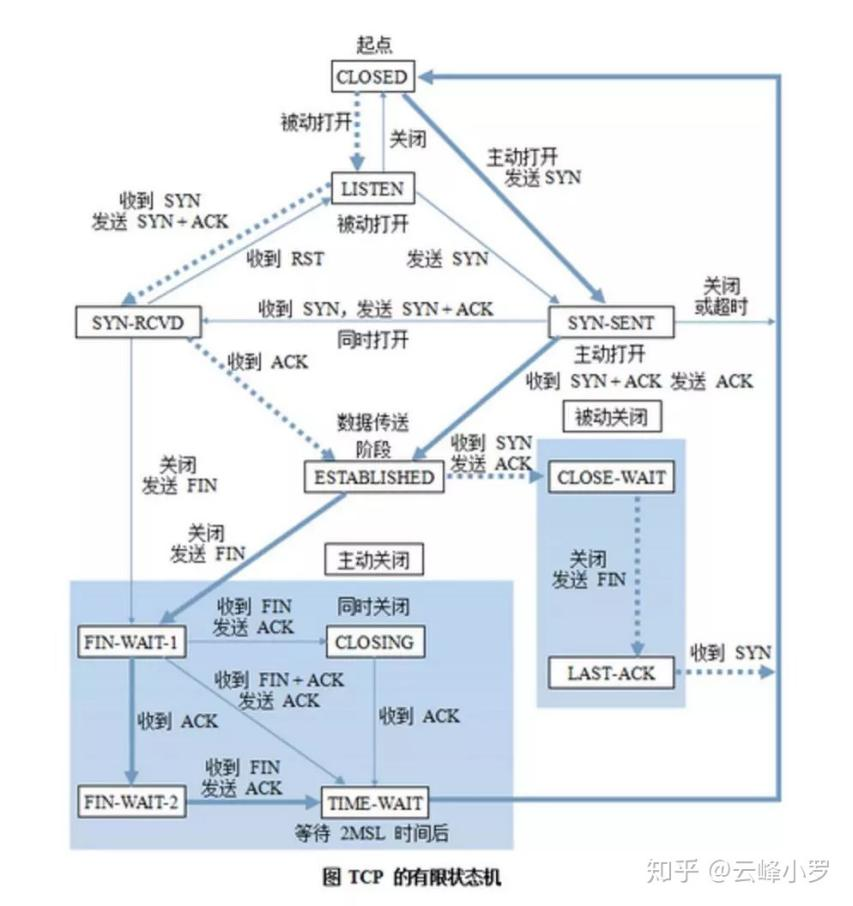 起点
CLOSED
被动打开
关闭
主动打开
发送 SYN
LISTEN
被动打开
收到 SYN
发送 SYN+ACK
收到 RST
发送 SYN
关闭
或超时
SYN-RCVD
收到 SYN，发送 SYN+ACK
同时打开
SYN-SENT
主动打开
收到 ACK
收到 SYN+ACK 发送 ACK
被动关闭
数据传送
阶段
ESTABLISHED
收到 SYN
发送 ACK
CLOSE-WAIT
关闭
发送 FIN
关闭
发送 FIN
主动关闭
关闭
发送 FIN
FIN-WAIT-1
收到 FIN
发送 ACK
同时关闭
CLOSING
LAST-ACK
收到 SYN
收到 FIN+ACK
发送 ACK
收到 ACK
收到 ACK
FIN-WAIT-2
收到 FIN
发送 ACK
TIME-WAIT
等待 2MSL 时间后
图 TCP 的有限状态机
知乎 @云峰小罗